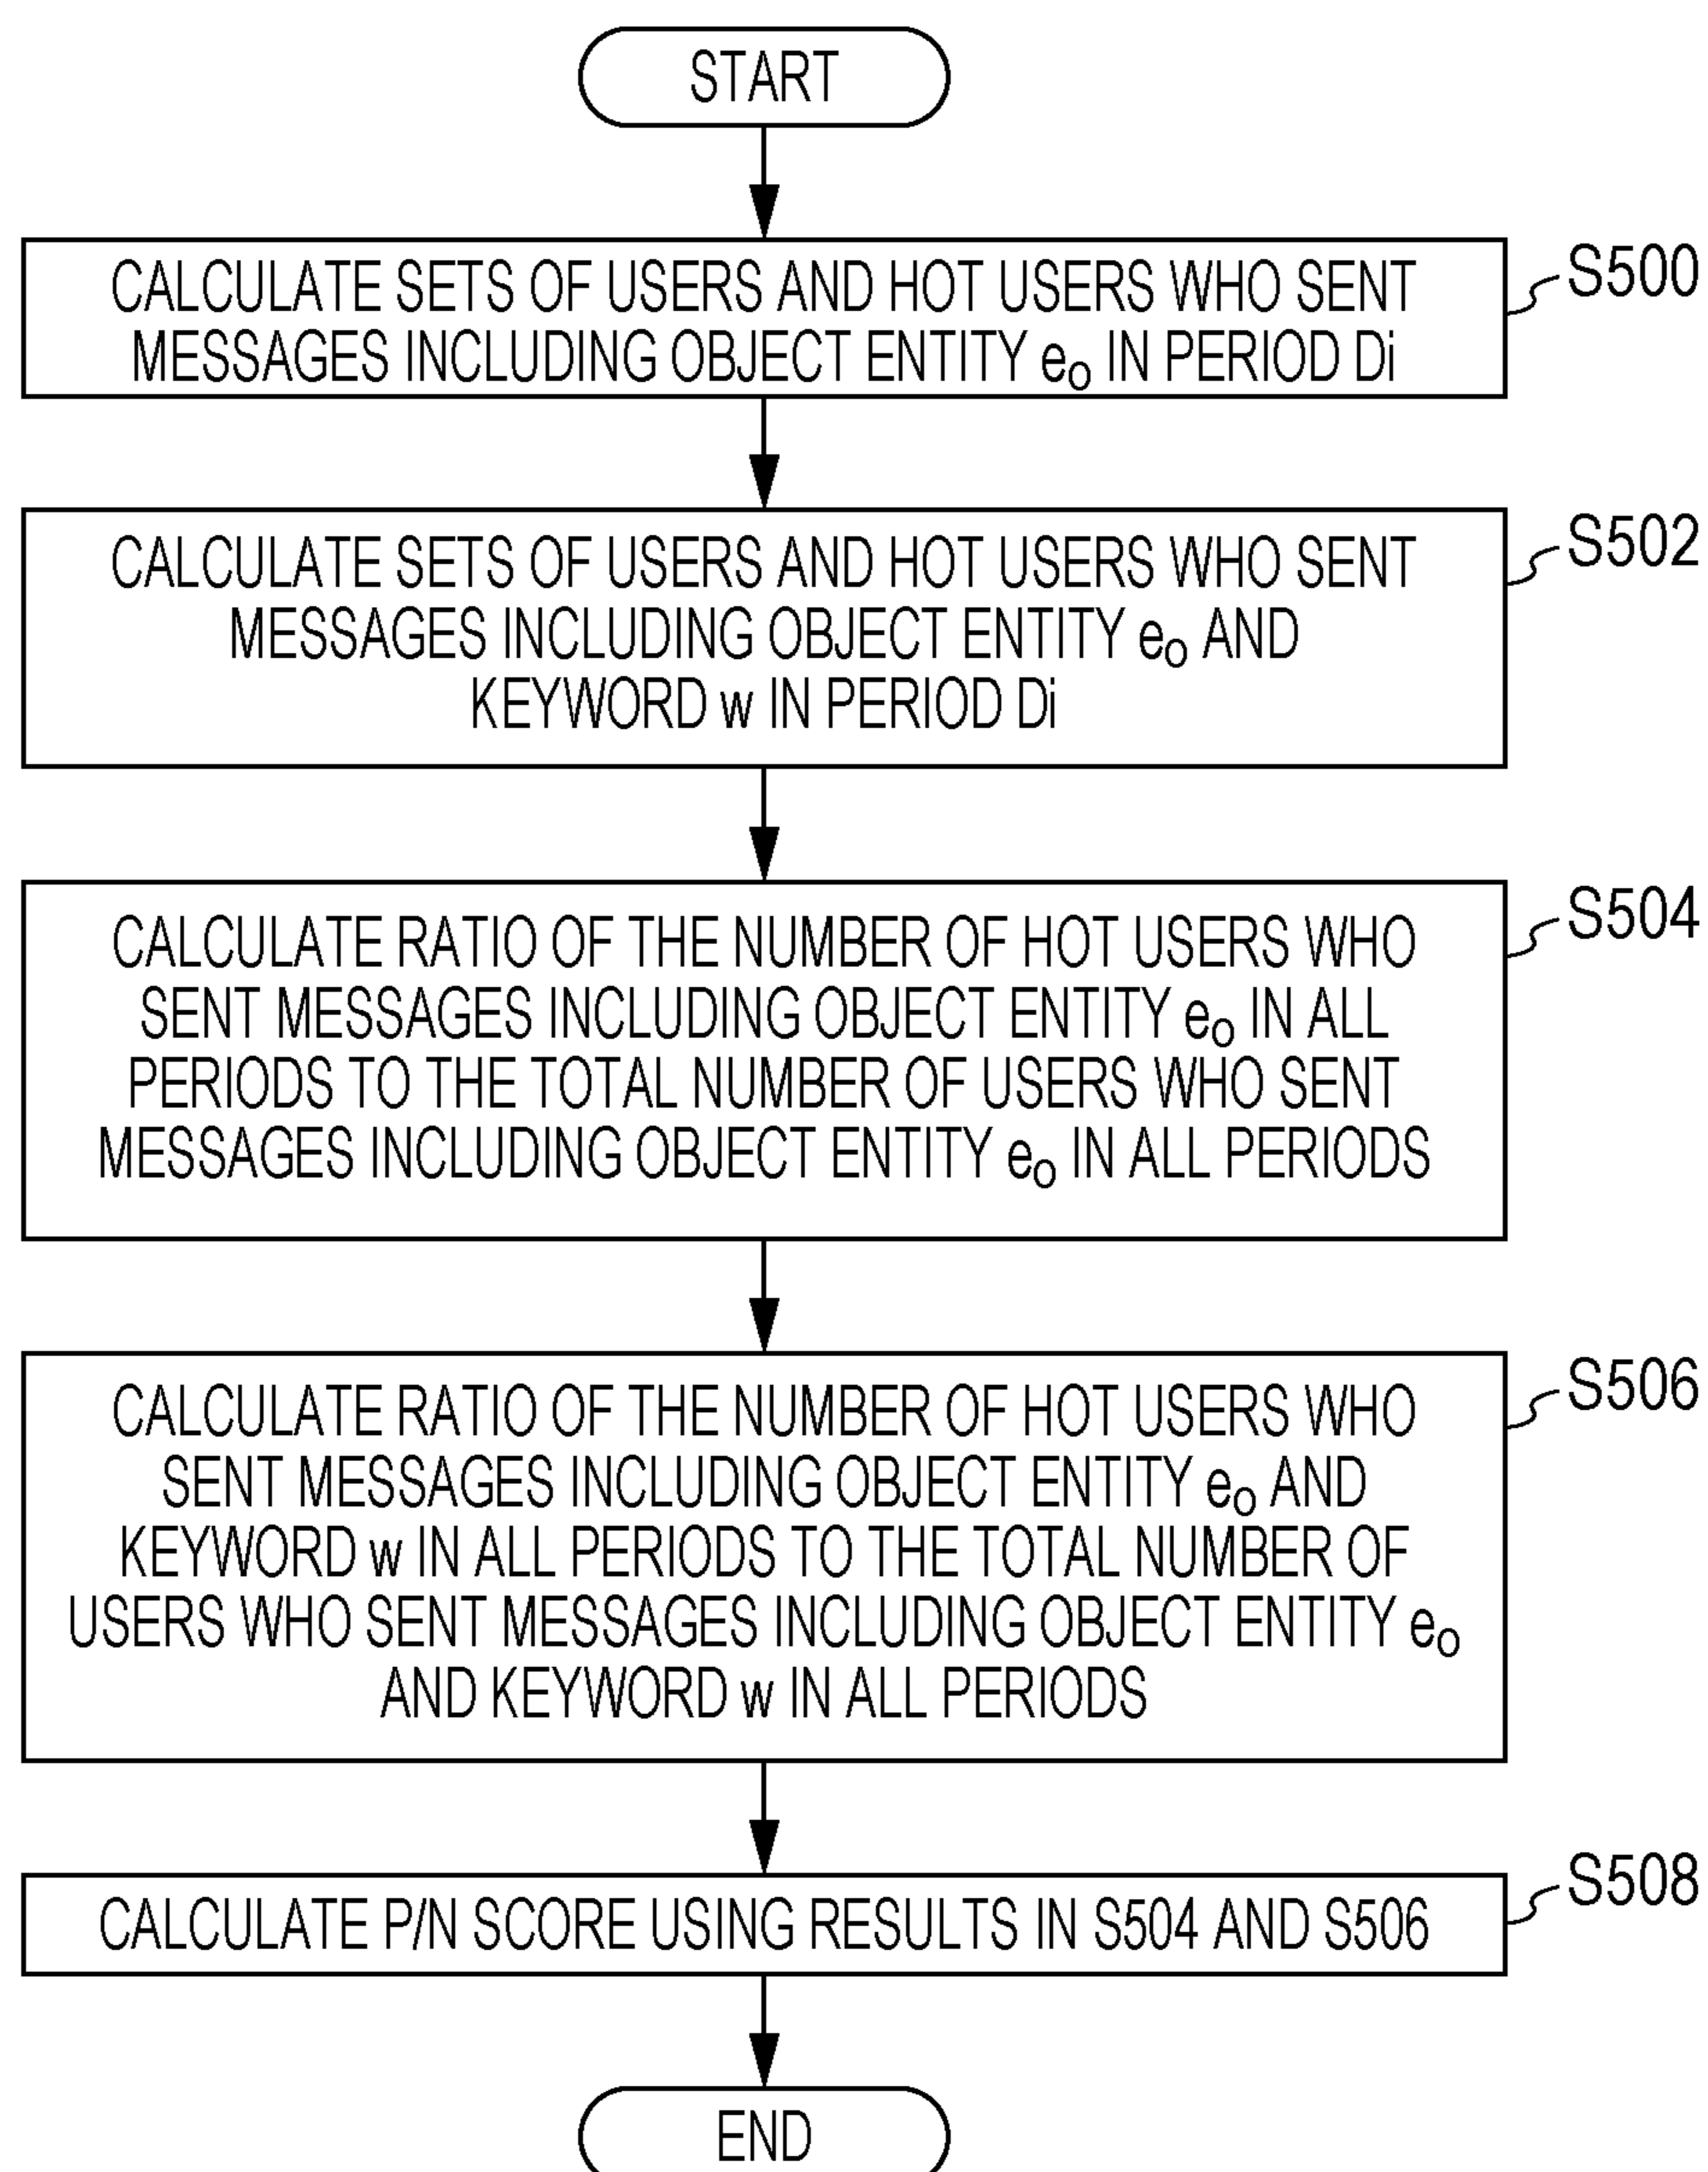 START
CALCULATE SETS OF USERS AND HOT USERS WHO SENT
MESSAGES INCLUDING OBJECT ENTITY eo IN PERIOD Di
S500
CALCULATE SETS OF USERS AND HOT USERS WHO SENT
MESSAGES INCLUDING OBJECT ENTITY eo AND
KEYWORD w IN PERIOD Di
S502
CALCULATE RATIO OF THE NUMBER OF HOT USERS WHO
SENT MESSAGES INCLUDING OBJECT ENTITY eo IN ALL
PERIODS TO THE TOTAL NUMBER OF USERS WHO SENT
MESSAGES INCLUDING OBJECT ENTITY eo IN ALL PERIODS
S504
CALCULATE RATIO OF THE NUMBER OF HOT USERS WHO
SENT MESSAGES INCLUDING OBJECT ENTITY eo AND
KEYWORD w IN ALL PERIODS TO THE TOTAL NUMBER OF
USERS WHO SENT MESSAGES INCLUDING OBJECT ENTITY eo
AND KEYWORD w IN ALL PERIODS
S506
CALCULATE P/N SCORE USING RESULTS IN S504 AND S506
S508
END